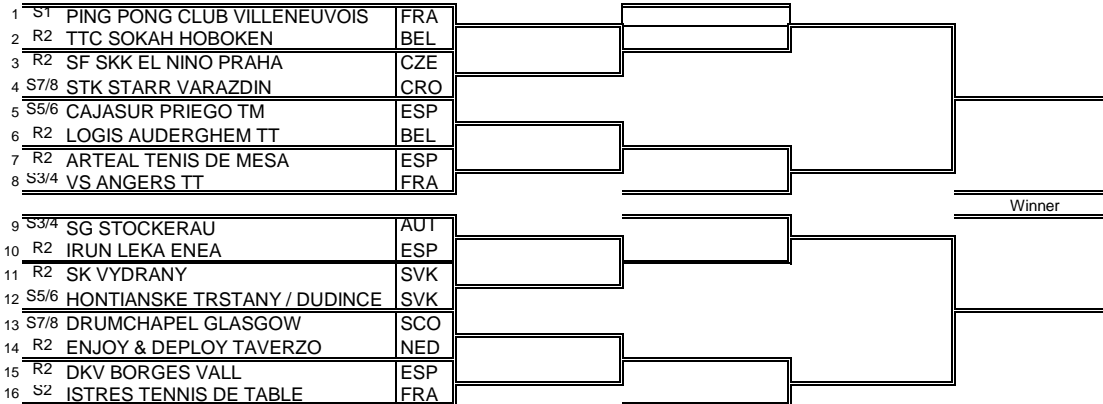 1 S1 PING PONG CLUB VILLENEUVOIS FRA
2 R2 TTC SOKAH HOBOKEN BEL
3 R2 SF SKK EL NINO PRAHA CZE
4 S7/8 STK STARR VARAZDIN CRO
5 S5/6 CAJASUR PRIEGO TM ESP
6 R2 LOGIS AUDERGHEM TT BEL
7 R2 ARTEAL TENIS DE MESA ESP
8 S3/4 VS ANGERS TT FRA
Winner
9 S3/4 SG STOCKERAU AUT
10 R2 IRUN LEKA ENEA ESP
11 R2 SK VYDRANY SVK
12 S5/6 HONTIANSKE TRSTANY / DUDINCE SVK
13 S7/8 DRUMCHAPEL GLASGOW SCO
14 R2 ENJOY & DEPLOY TAVERZO NED
15 R2 DKV BORGES VALL ESP
16 S2 ISTRES TENNIS DE TABLE FRA